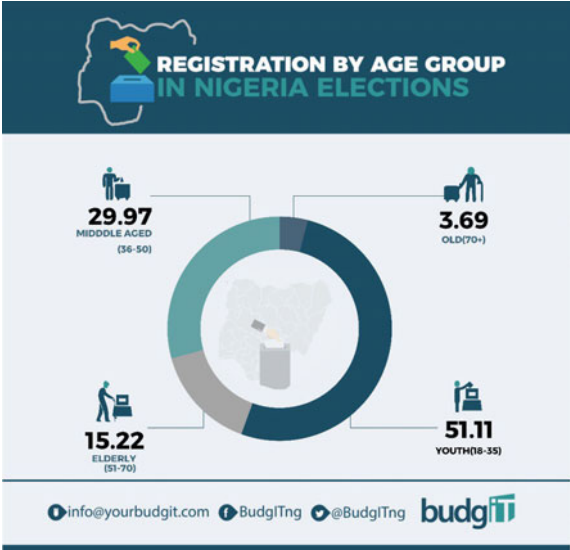 REGISTRATION BY AGE GROUP
IN NIGERIA ELECTIONS
29.97
MIDDDLE AGED
(36-50)
3.69
OLD(70+)
15.22
ELDERLY
(51-70)
51.11
YOUTH(18-35)
info@yourbudgit.com BudgITng @BudgITng budgIT